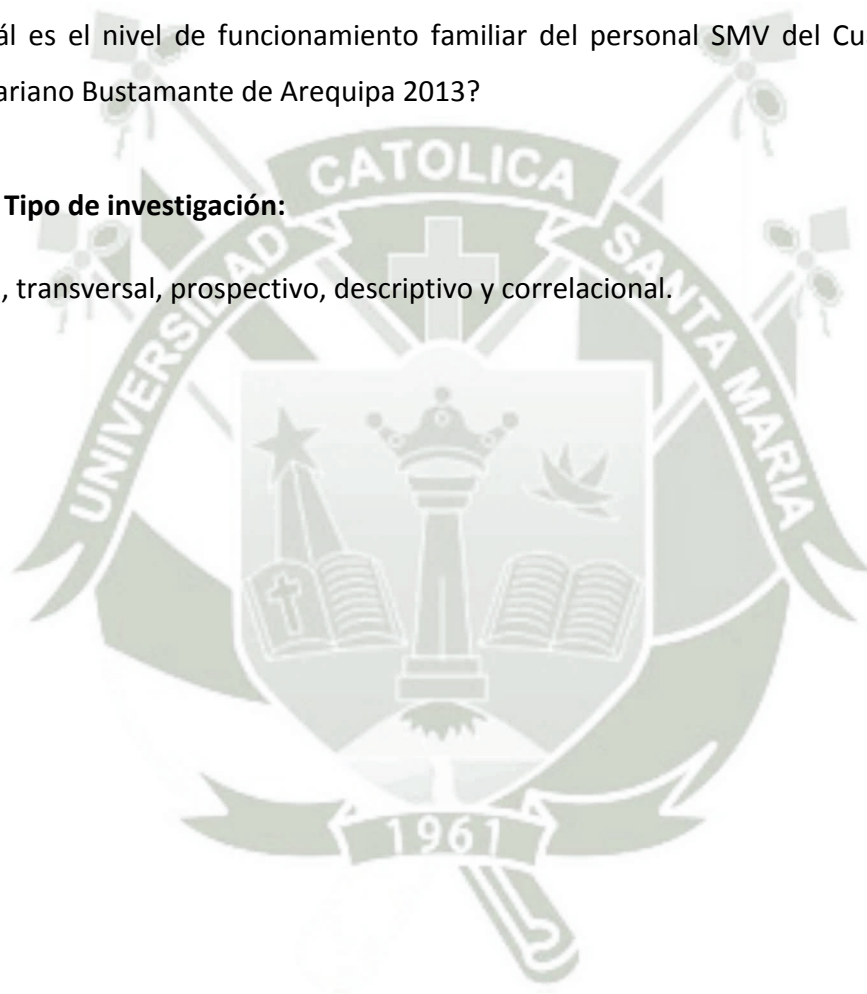 ál es el nivel de funcionamiento familiar del personal SMV del Cu
ariano Bustamante de Arequipa 2013?
Tipo de investigación:
, transversal, prospectivo, descriptivo y correlacional.
UNIVERSIDAD CATOLICA SANTA MARIA
1961